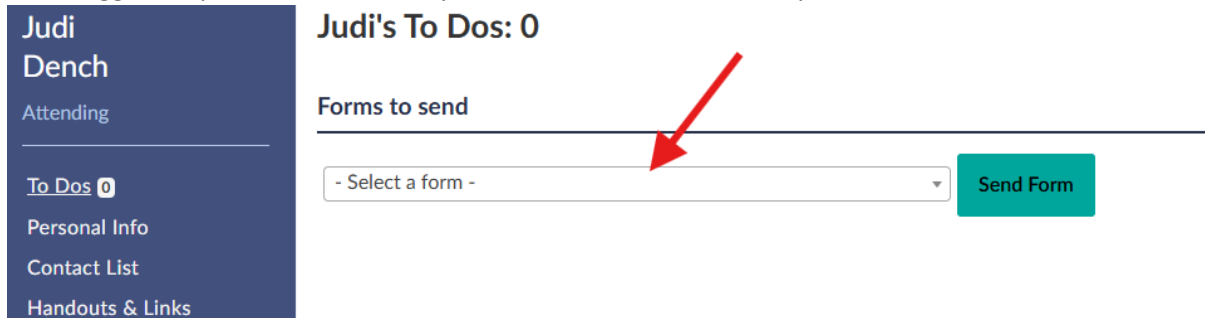 Judi
Dench
Attending
To Dos 0
Personal Info
Contact List
Handouts & Links
Judi's To Dos: 0
Forms to send
- Select a form -
Send Form